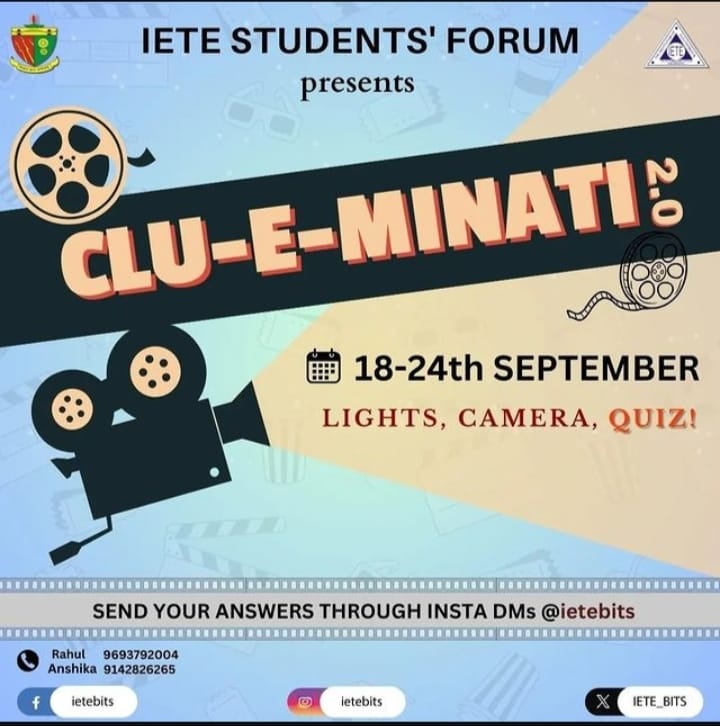 IETE STUDENTS' FORUM
presents
CLU-E-MINATI 2.0
18-24th SEPTEMBER
LIGHTS, CAMERA, QUIZ!
SEND YOUR ANSWERS THROUGH INSTA DMs @ietebits
Rahul 9693792004
Anshika 9142826265
ietebits
ietebits
IETE_BITS
IETE